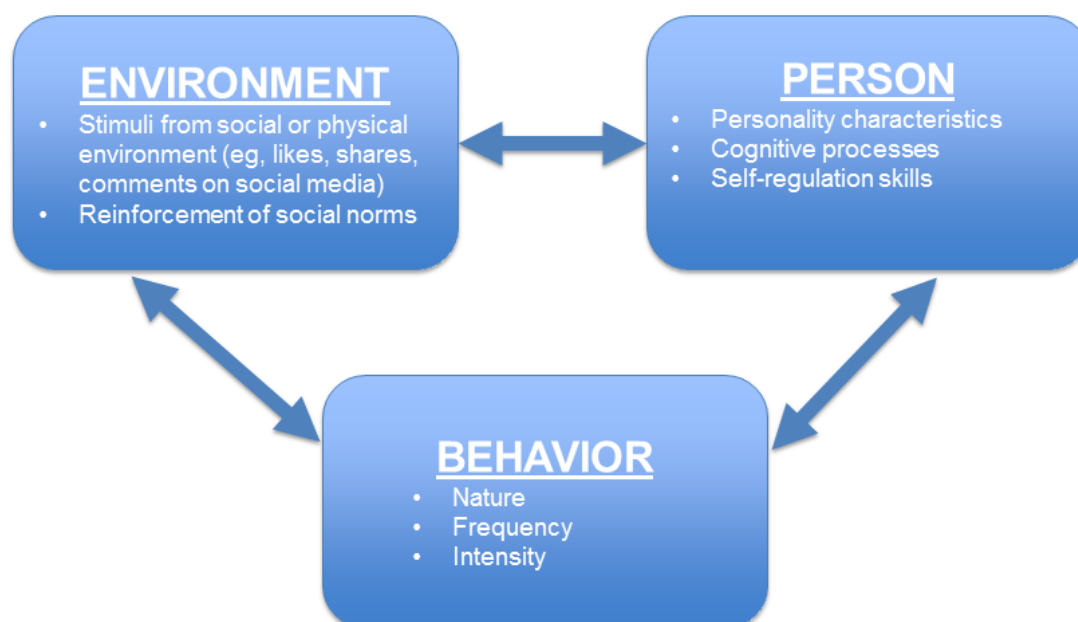 ENVIRONMENT
• Stimuli from social or physical
environment (eg, likes, shares,
comments on social media)
• Reinforcement of social norms
PERSON
• Personality characteristics
• Cognitive processes
• Self-regulation skills
BEHAVIOR
• Nature
• Frequency
• Intensity